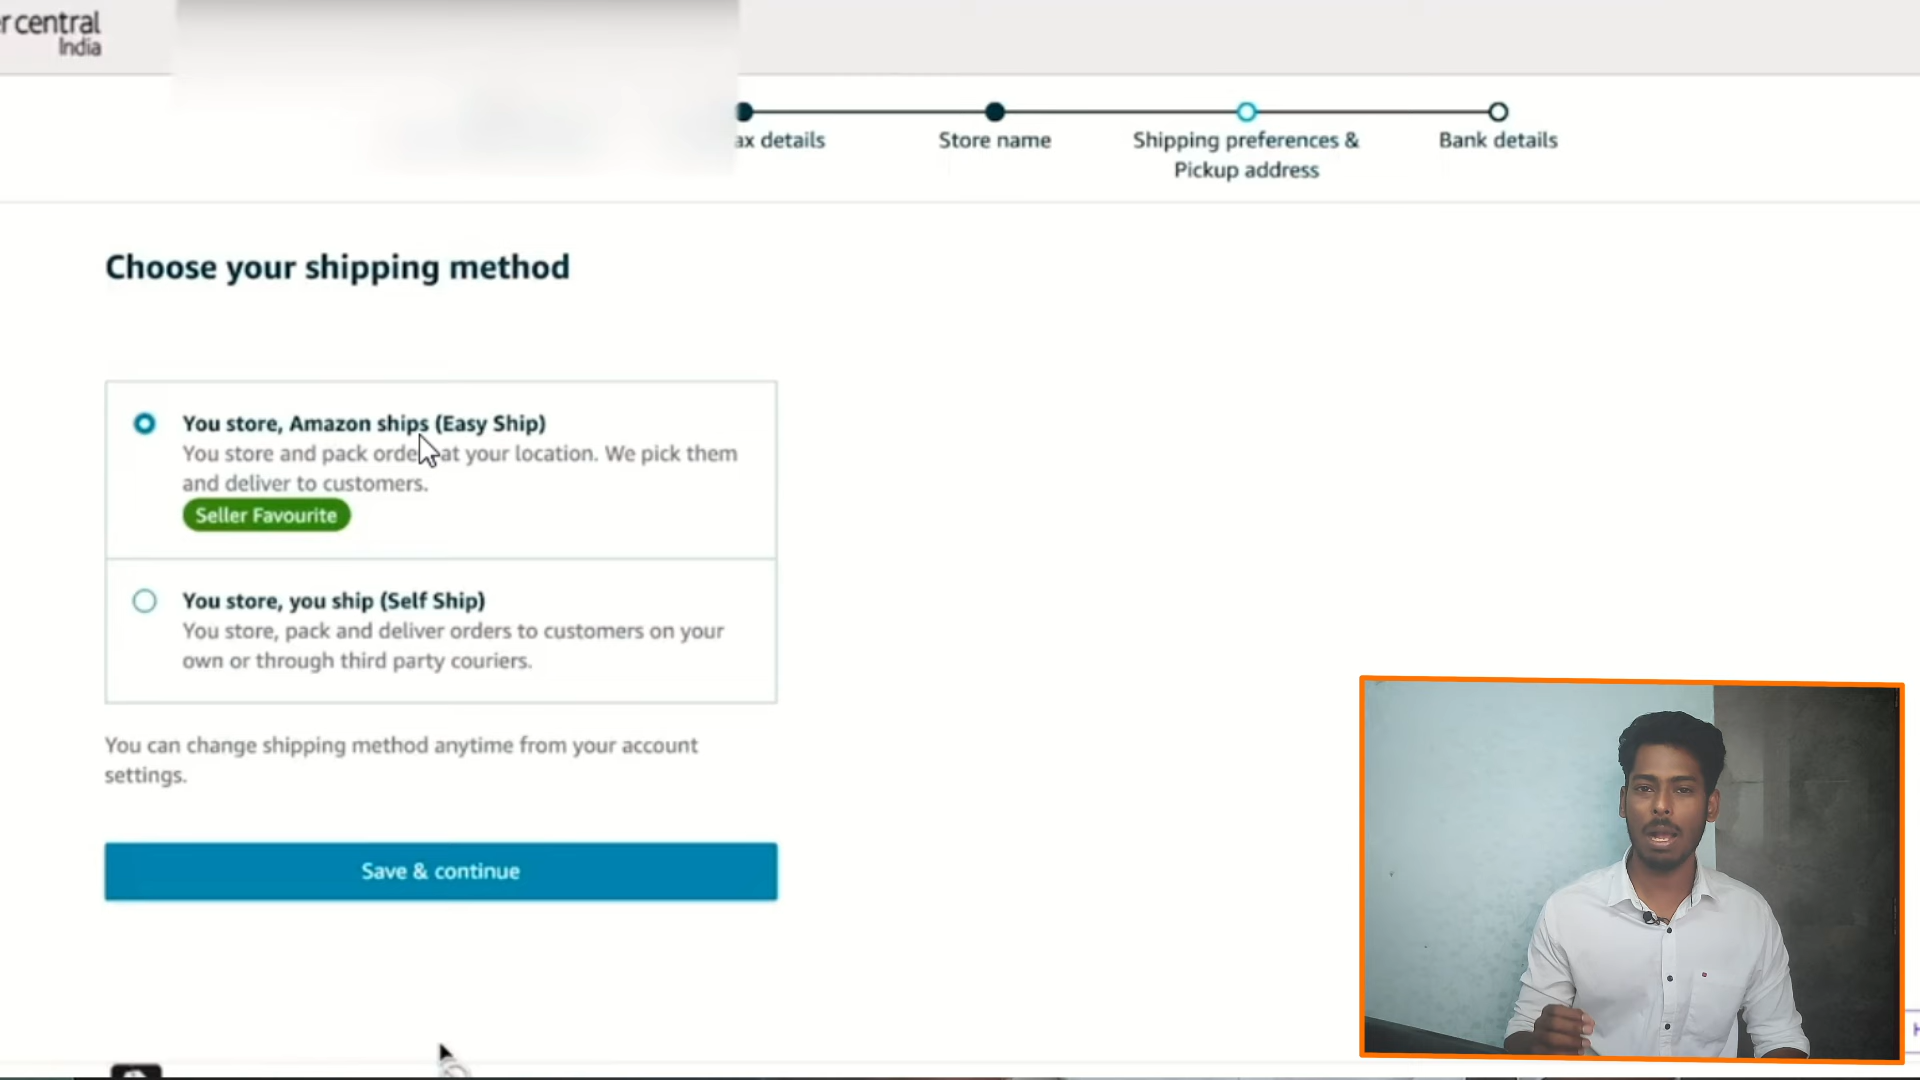 central
India
ax details
Store name
Shipping preferences &
Pickup address
Bank details
Choose your shipping method
You store, Amazon ships (Easy Ship)
You store and pack orde at your location. We pick them
and deliver to customers.
Seller Favourite
You store, you ship (Self Ship)
You store, pack and deliver orders to customers on your
own or through third party couriers.
You can change shipping method anytime from your account
settings.
Save & continue